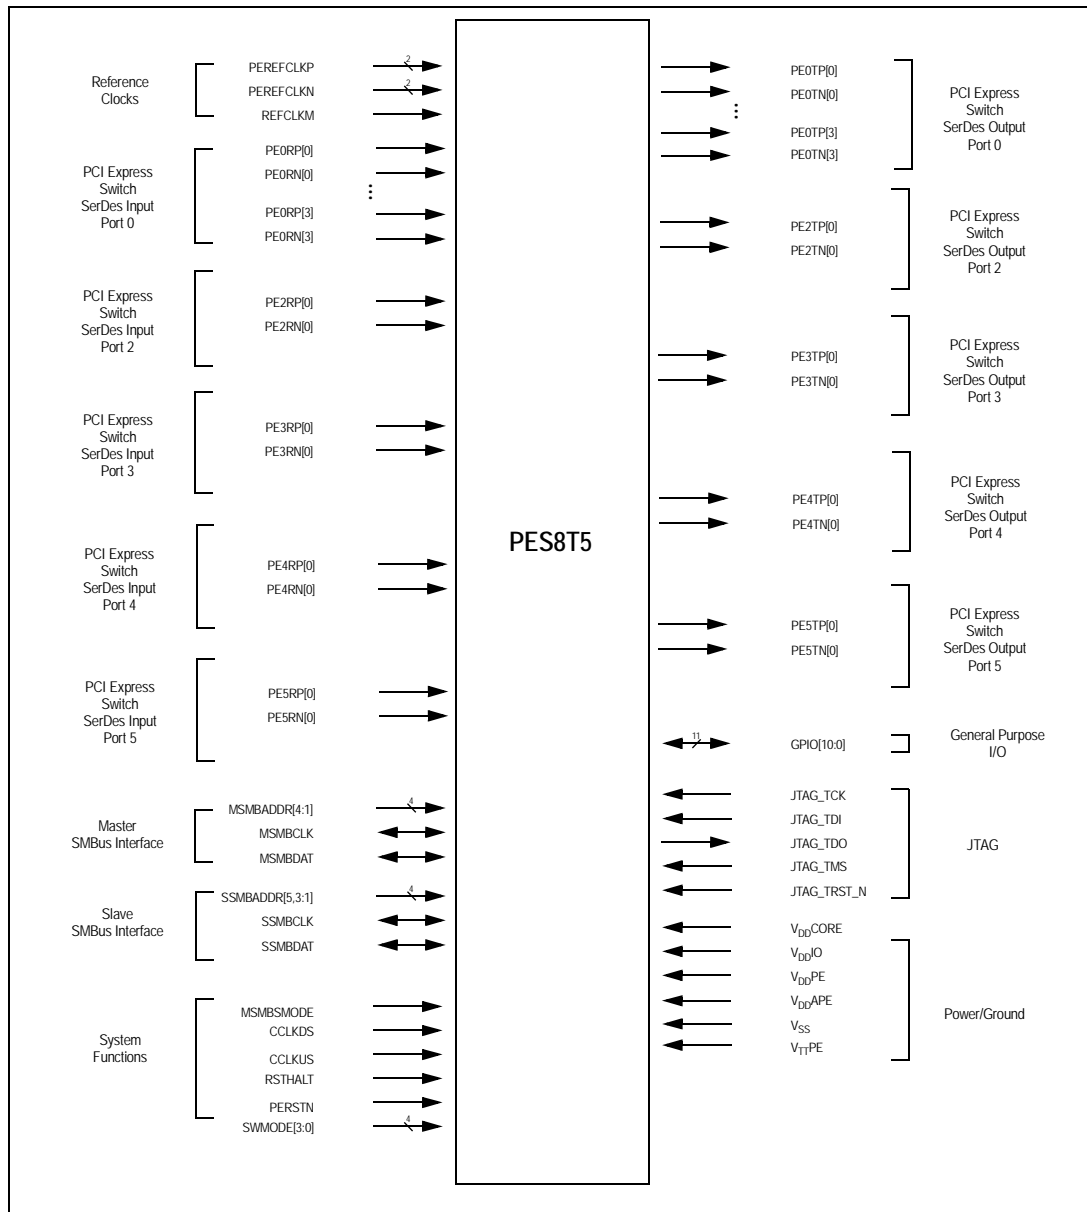 Reference
Clocks
PEREFCLKP
2
PEREFCLKN
2
REFCLKM
PCI Express
Switch
SerDes Input
Port 0
PE0RP[0]
PE0RN[0]
...
PE0RP[3]
PE0RN[3]
PCI Express
Switch
SerDes Input
Port 2
PE2RP[0]
PE2RN[0]
PCI Express
Switch
SerDes Input
Port 3
PE3RP[0]
PE3RN[0]
PCI Express
Switch
SerDes Input
Port 4
PE4RP[0]
PE4RN[0]
PCI Express
Switch
SerDes Input
Port 5
PE5RP[0]
PE5RN[0]
Master
SMBus Interface
MSMBADDR[4:1]
4
MSMBCLK
MSMBDAT
Slave
SMBus Interface
SSMBADDR[5,3:1]
4
SSMBCLK
SSMBDAT
System
Functions
MSMBSMODE
CCLKDS
CCLKUS
RSTHALT
PERSTN
SWMODE[3:0]
4
PES8T5
PE0TP[0]
PE0TN[0]
...
PE0TP[3]
PE0TN[3]
PCI Express
Switch
SerDes Output
Port 0
PE2TP[0]
PE2TN[0]
PCI Express
Switch
SerDes Output
Port 2
PE3TP[0]
PE3TN[0]
PCI Express
Switch
SerDes Output
Port 3
PE4TP[0]
PE4TN[0]
PCI Express
Switch
SerDes Output
Port 4
PE5TP[0]
PE5TN[0]
PCI Express
Switch
SerDes Output
Port 5
11
GPIO[10:0]
General Purpose
I/O
JTAG_TCK
JTAG_TDI
JTAG_TDO
JTAG_TMS
JTAG_TRST_N
JTAG
VDDCORE
VDDIO
VDDPE
VDDAPE
VSS
VTTPE
Power/Ground